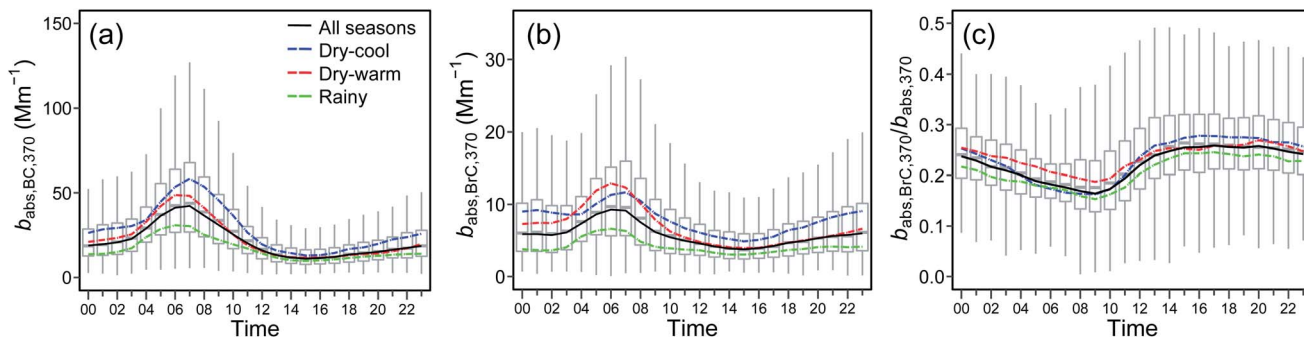 (a)
All seasons
Dry-cool
Dry-warm
Rainy
b_abs,BC,370 (Mm⁻¹)
150
100
50
0
00 02 04 06 08 10 12 14 16 18 20 22
Time
(b)
b_abs,BrC,370 (Mm⁻¹)
30
20
10
0
00 02 04 06 08 10 12 14 16 18 20 22
Time
(c)
b_abs,BrC,370/b_abs,370
0.5
0.4
0.3
0.2
0.1
0.0
00 02 04 06 08 10 12 14 16 18 20 22
Time